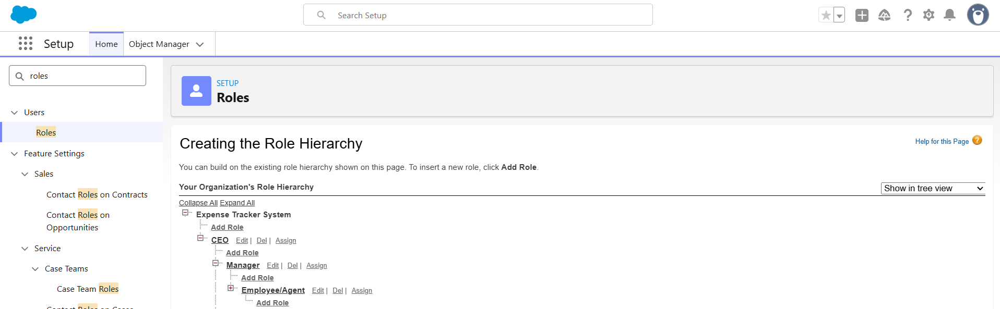 Search Setup
Setup
Home
Object Manager
roles
Users
Roles
Feature Settings
Sales
Contact Roles on Contracts
Contact Roles on
Opportunities
Service
Case Teams
Case Team Roles
Contact Roles on Cases
SETUP
Roles
Creating the Role Hierarchy
Help for this Page ?
You can build on the existing role hierarchy shown on this page. To insert a new role, click Add Role.
Your Organization's Role Hierarchy
Show in tree view
Collapse All Expand All
Expense Tracker System
Add Role
CEO Edit | Del | Assign
Add Role
Manager Edit | Del | Assign
Add Role
Employee/Agent Edit | Del | Assign
Add Role